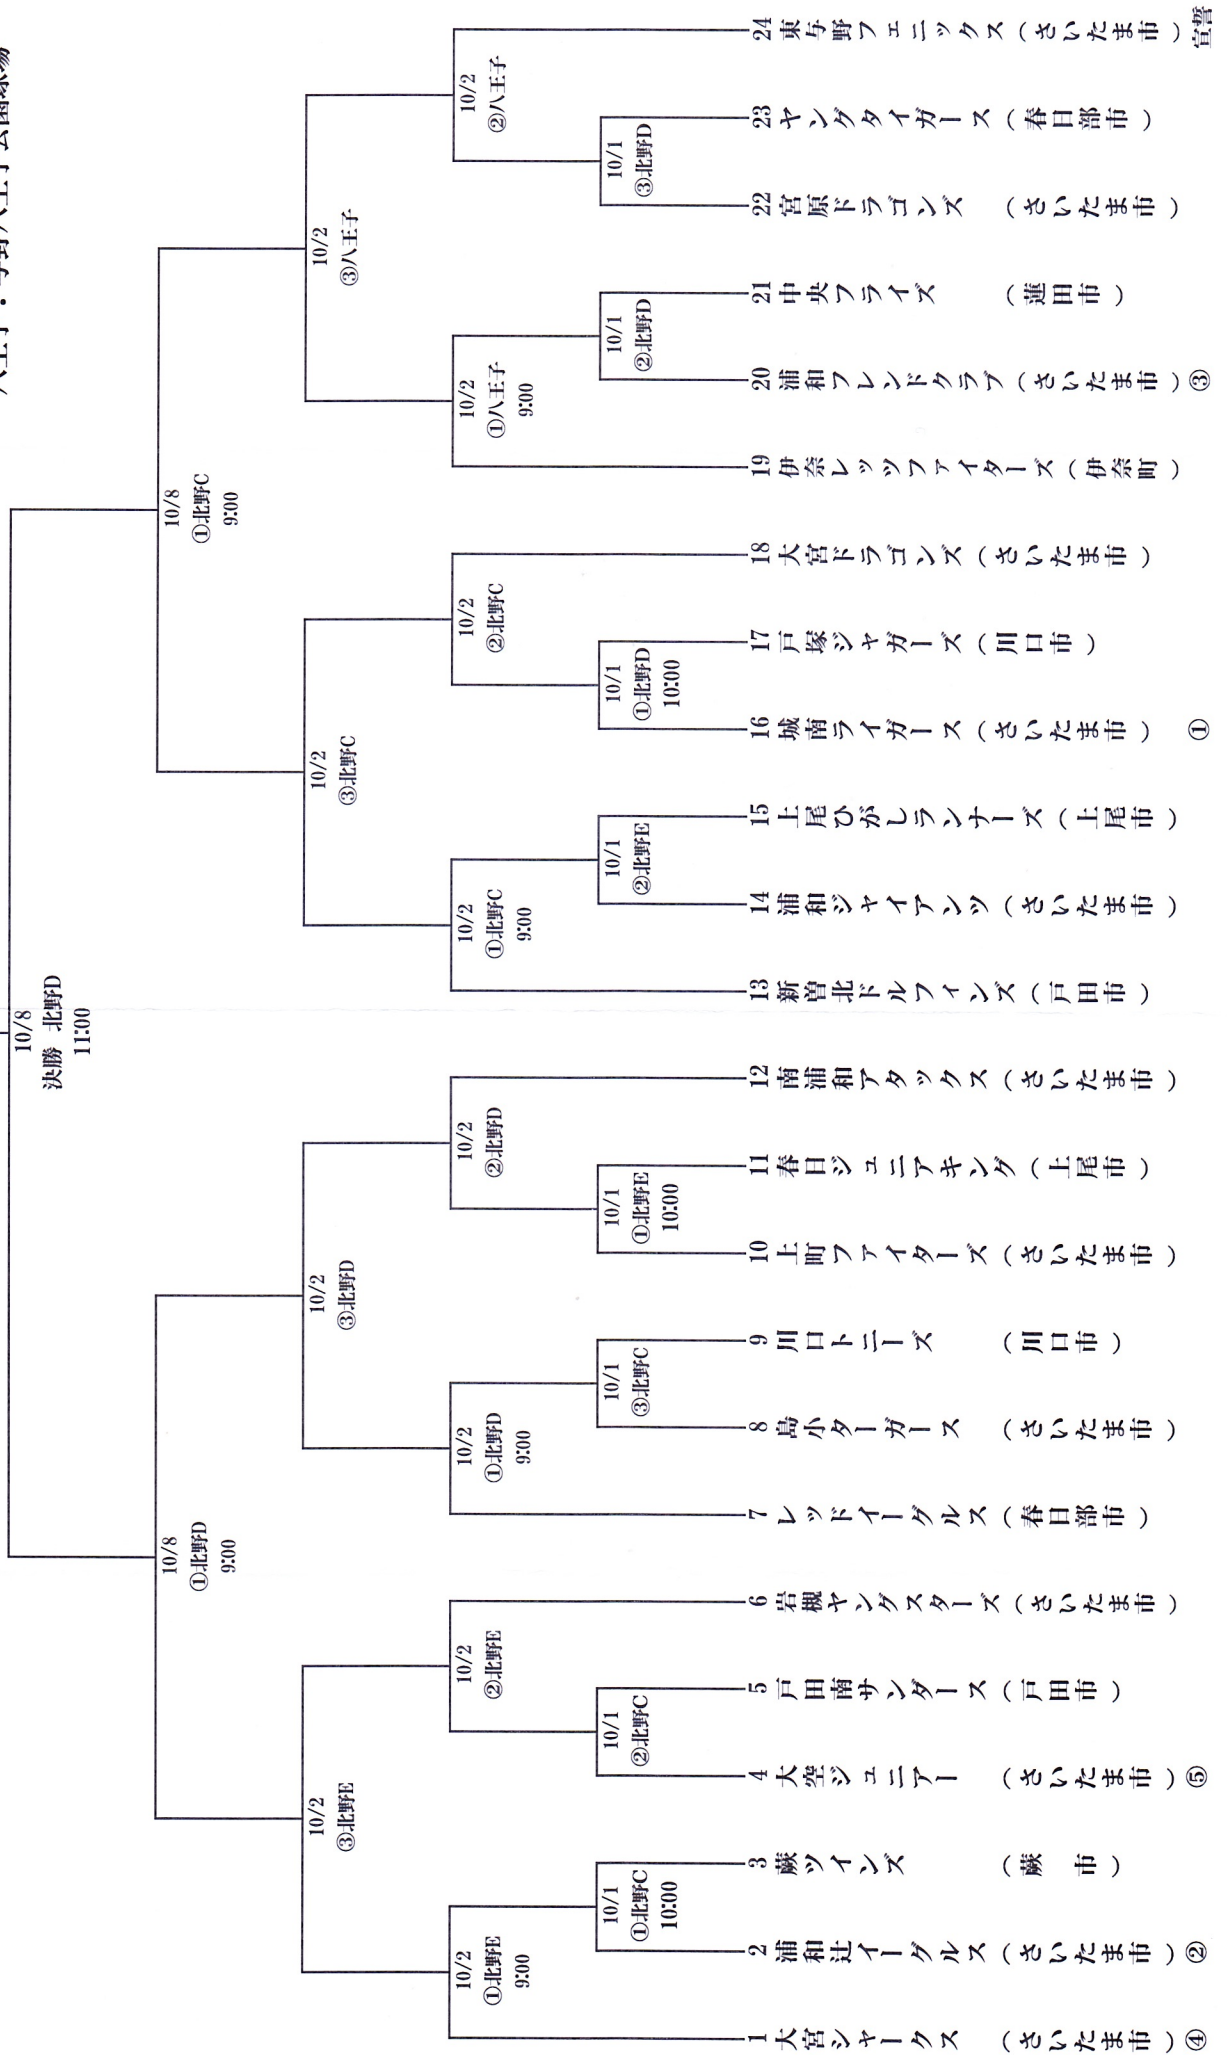 10/8
決勝 北野D
11:00
10/8
①北野D
9:00
10/8
①北野C
9:00
10/2
③北野E
10/2
③北野D
10/2
③北野C
10/2
③八王子
10/2
①北野E
9:00
10/2
②北野E
10/2
①北野D
9:00
10/2
②北野D
10/2
①北野C
9:00
10/2
②北野C
10/2
①八王子
9:00
10/2
②八王子
10/1
①北野C
10:00
10/1
②北野C
10/1
③北野C
10/1
①北野E
10:00
10/1
②北野E
10/1
①北野D
10:00
10/1
②北野D
10/1
③北野D
1 大宮シャークス (さいたま市) ④
2 浦和辻イーグルス (さいたま市) ②
3 蕨ツインズ (蕨 市)
4 大空ジュニアー (さいたま市) ⑤
5 戸田南サンダース (戸田市)
6 岩槻ヤングスターズ (さいたま市)
7 レッドイーグルス (春日部市)
8 島小ターガース (さいたま市)
9 川口トニーズ (川口市)
10 上町ファイターズ (さいたま市)
11 春日ジュニアキング (上尾市)
12 南浦和アタックス (さいたま市)
13 新曽北ドルフィンズ (戸田市)
14 浦和ジャイアンツ (さいたま市)
15 上尾ひがしランナーズ (上尾市)
16 城南ライガース (さいたま市) ①
17 戸塚ジャガーズ (川口市)
18 大宮ドラゴンズ (さいたま市)
19 伊奈レッツファイターズ (伊奈町)
20 浦和フレンドクラブ (さいたま市) ③
21 中央フライズ (蓮田市)
22 宮原ドラゴンズ (さいたま市)
23 ヤングタイガース (春日部市)
24 東与野フェニックス (さいたま市) 宣誓